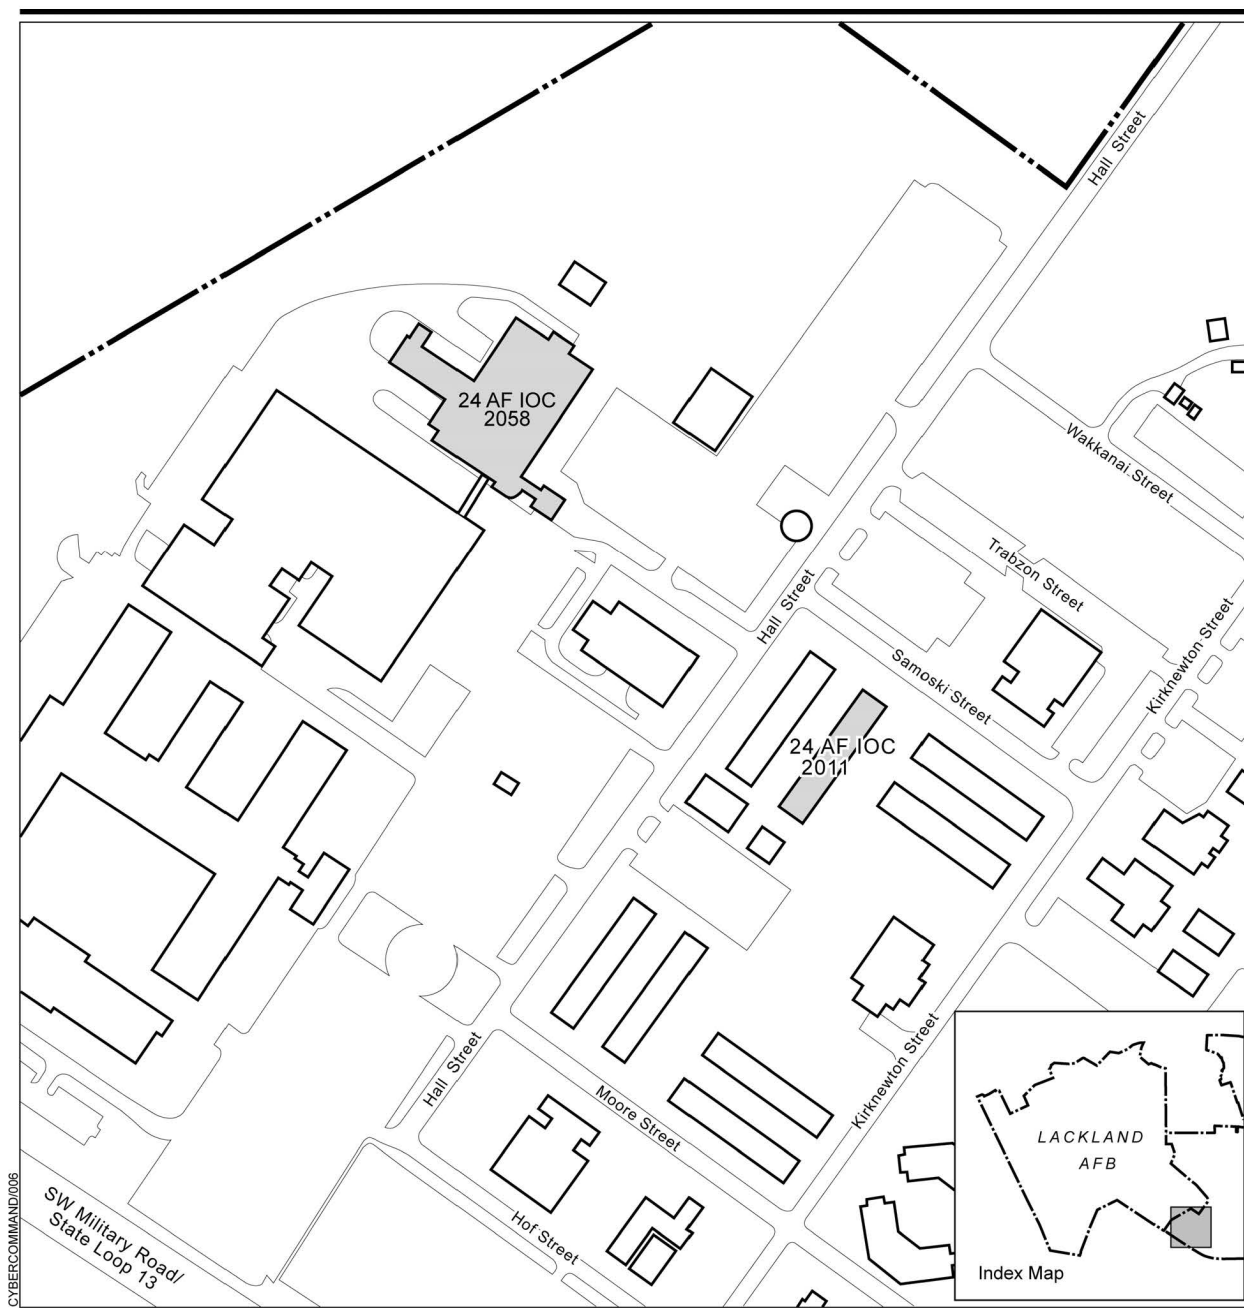 Hall Street
24 AF IOC
2058
Wakkanai Street
Trabzon Street
Hall Street
Kirknewton Street
Samoski Street
24 AF IOC
2011
Hall Street
Moore Street
Kirknewton Street
Hof Street
SW Military Road/
State Loop 13
CYBERCOMMAND/006
LACKLAND
AFB
Index Map